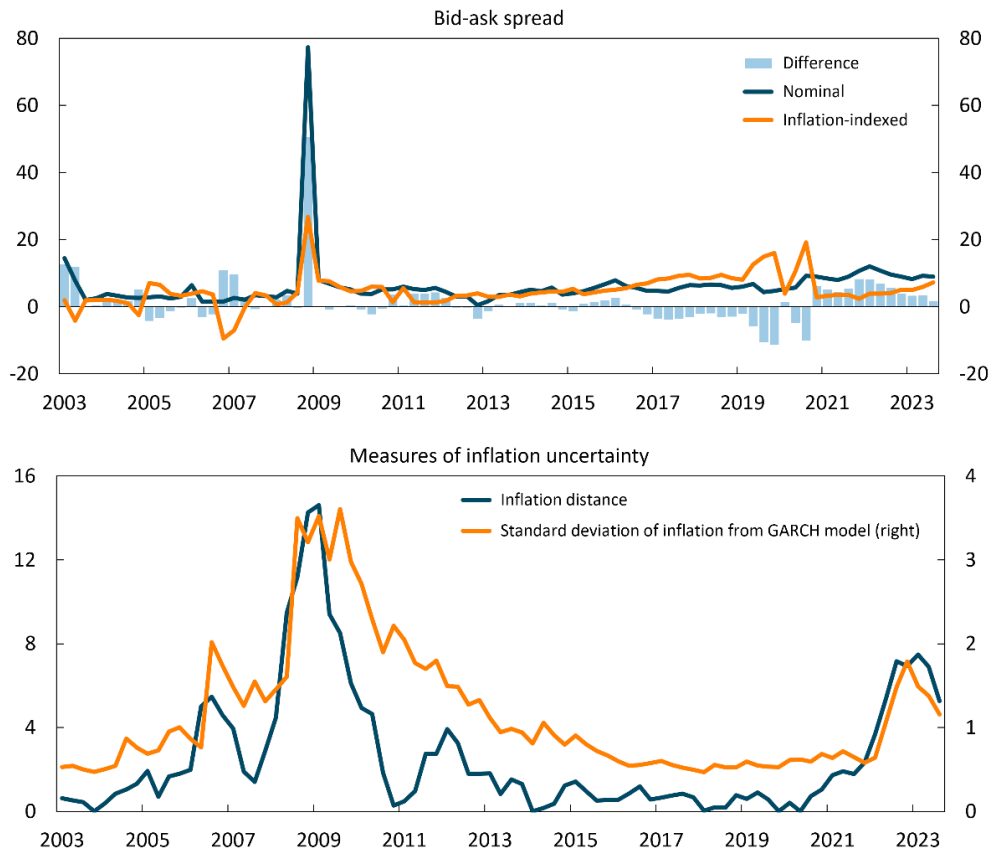 Bid-ask spread
80 80
Difference
60 Nominal 60
Inflation-indexed
40 40
20 20
0 0
-20 -20
2003 2005 2007 2009 2011 2013 2015 2017 2019 2021 2023
Measures of inflation uncertainty
16 4
Inflation distance
Standard deviation of inflation from GARCH model (right)
12 3
8 2
4 1
0 0
2003 2005 2007 2009 2011 2013 2015 2017 2019 2021 2023